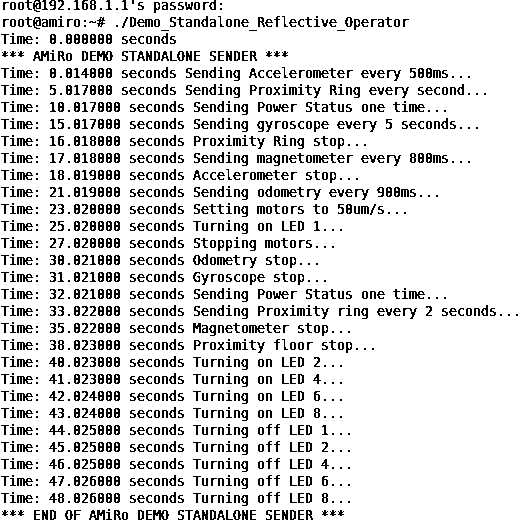 root@192.168.1.1's password:
root@amiro:~# ./Demo_Standalone_Reflective_Operator
Time: 0.000000 seconds
*** AMiRo DEMO STANDALONE SENDER ***
Time: 0.014000 seconds Sending Accelerometer every 500ms...
Time: 5.017000 seconds Sending Proximity Ring every second...
Time: 10.017000 seconds Sending Power Status one time...
Time: 15.017000 seconds Sending gyroscope every 5 seconds...
Time: 16.018000 seconds Proximity Ring stop...
Time: 17.018000 seconds Sending magnetometer every 800ms...
Time: 18.019000 seconds Accelerometer stop...
Time: 21.019000 seconds Sending odometry every 900ms...
Time: 23.020000 seconds Setting motors to 50um/s...
Time: 25.020000 seconds Turning on LED 1...
Time: 27.020000 seconds Stopping motors...
Time: 30.021000 seconds Odometry stop...
Time: 31.021000 seconds Gyroscope stop...
Time: 32.021000 seconds Sending Power Status one time...
Time: 33.022000 seconds Sending Proximity ring every 2 seconds...
Time: 35.022000 seconds Magnetometer stop...
Time: 38.023000 seconds Proximity floor stop...
Time: 40.023000 seconds Turning on LED 2...
Time: 41.023000 seconds Turning on LED 4...
Time: 42.024000 seconds Turning on LED 6...
Time: 43.024000 seconds Turning on LED 8...
Time: 44.025000 seconds Turning off LED 1...
Time: 45.025000 seconds Turning off LED 2...
Time: 46.025000 seconds Turning off LED 4...
Time: 47.026000 seconds Turning off LED 6...
Time: 48.026000 seconds Turning off LED 8...
*** END OF AMiRo DEMO STANDALONE SENDER ***